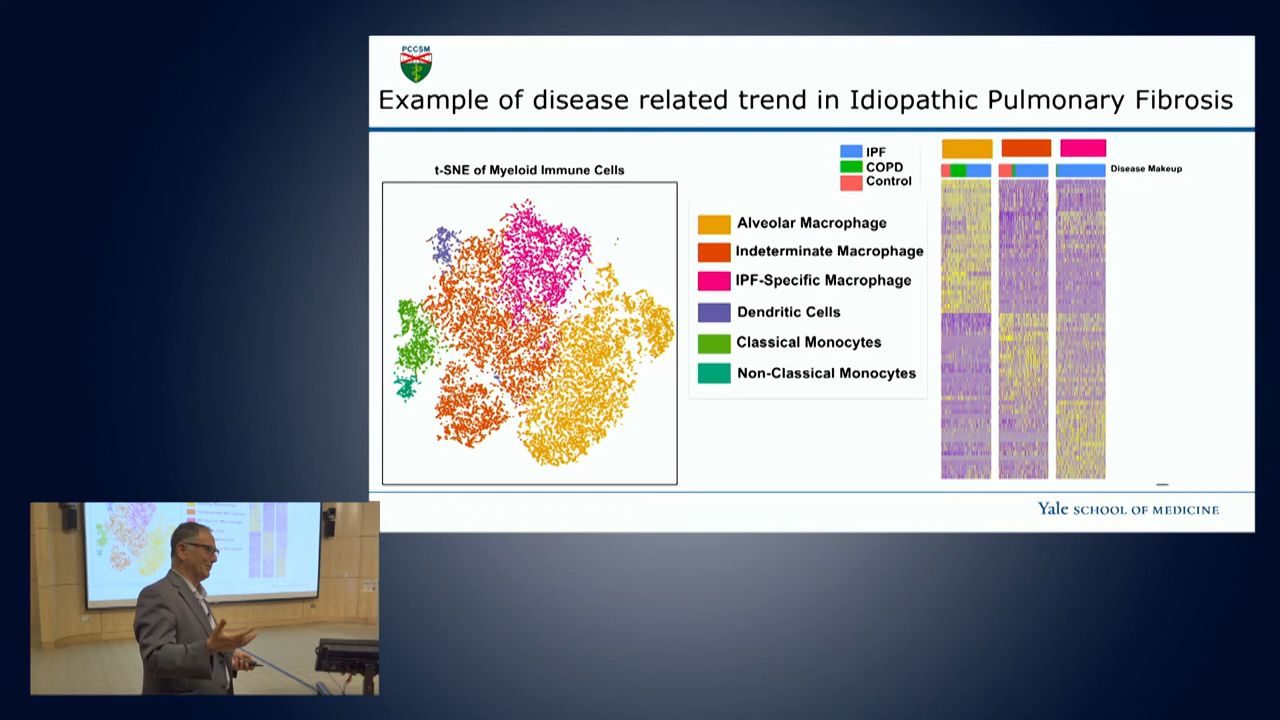 PCCSM
Example of disease related trend in Idiopathic Pulmonary Fibrosis
t-SNE of Myeloid Immune Cells
IPF
COPD
Control
Disease Makeup
Alveolar Macrophage
Indeterminate Macrophage
IPF-Specific Macrophage
Dendritic Cells
Classical Monocytes
Non-Classical Monocytes
Yale SCHOOL OF MEDICINE